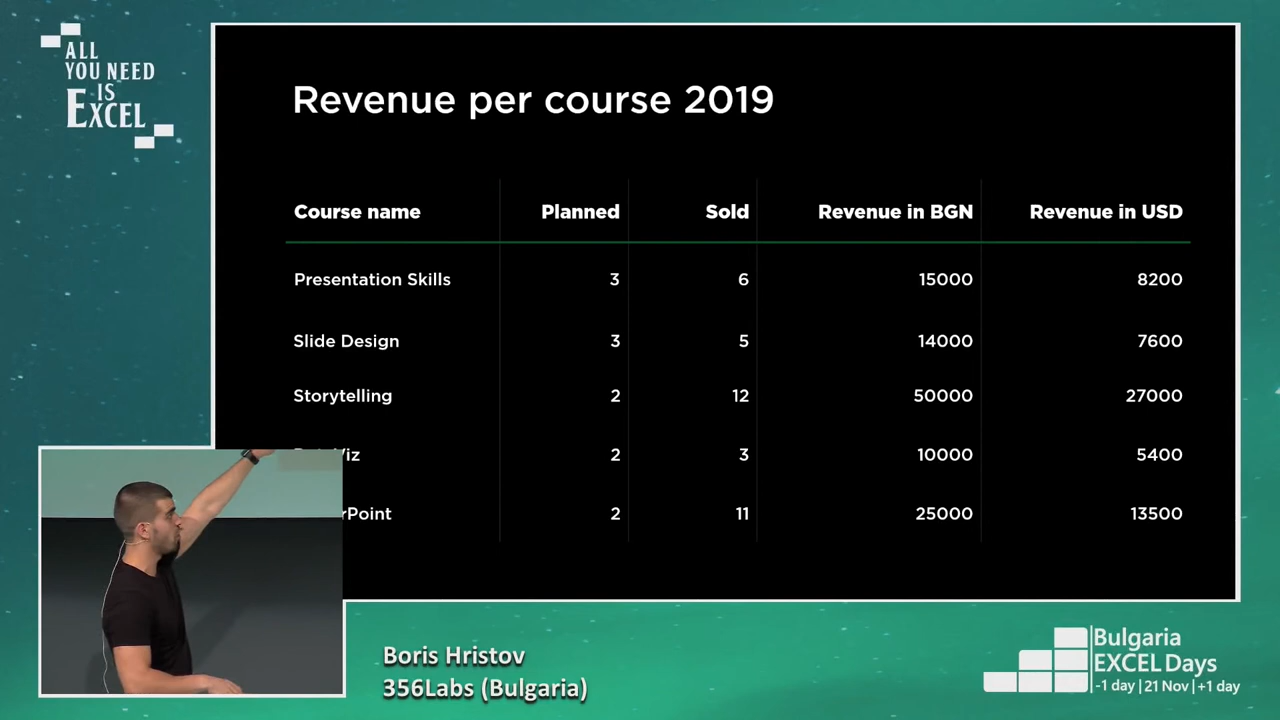 ALL
YOU NEED
IS
EXCEL
Revenue per course 2019
Course name Planned Sold Revenue in BGN Revenue in USD
Presentation Skills 3 6 15000 8200
Slide Design 3 5 14000 7600
Storytelling 2 12 50000 27000
2 3 10000 5400
2 11 25000 13500
Boris Hristov
356Labs (Bulgaria)
Bulgaria
EXCEL Days
-1 day | 21 Nov | +1 day